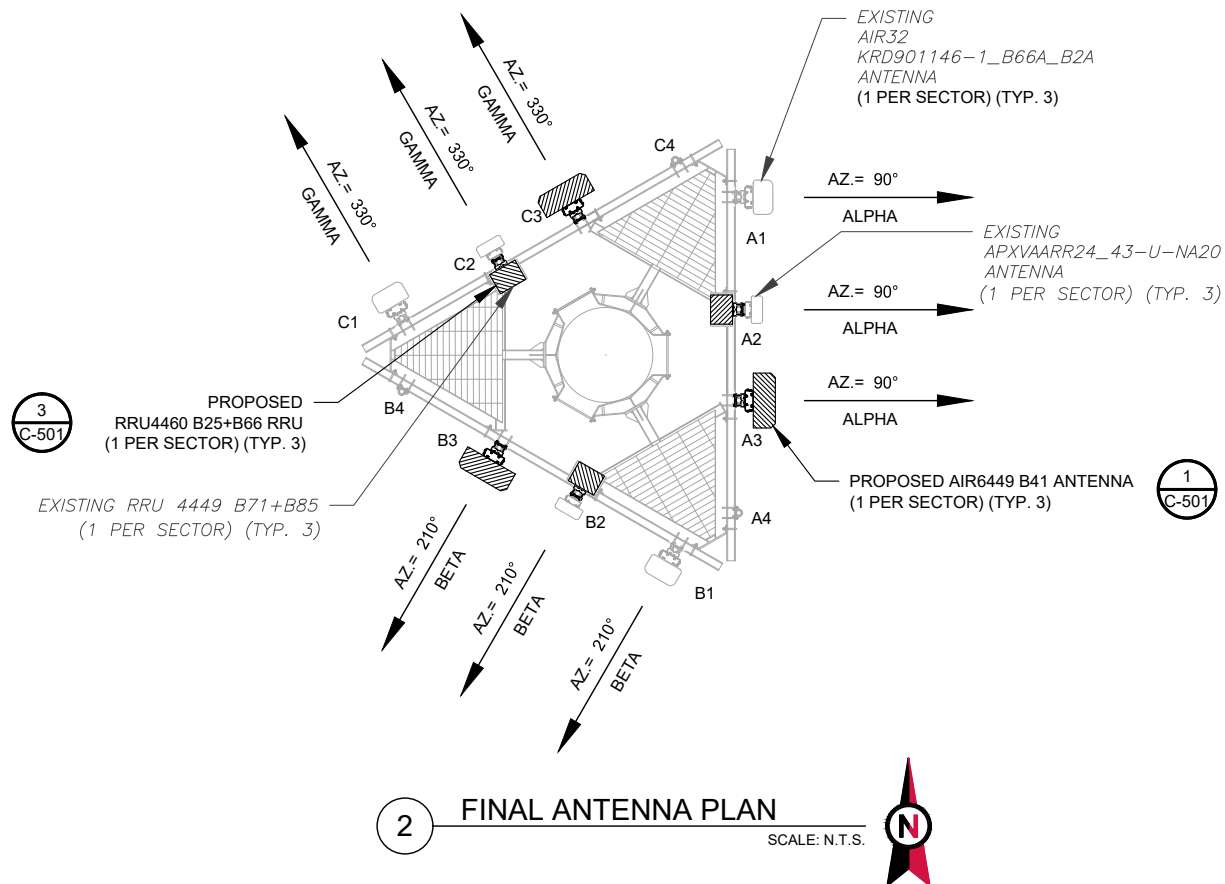 EXISTING
AIR32
KRD901146-1_B66A_B2A
ANTENNA
(1 PER SECTOR) (TYP. 3)
AZ.= 330°
GAMMA
AZ.= 330°
GAMMA
AZ.= 330°
GAMMA
C4
C3
C2
C1
A1
AZ.= 90°
ALPHA
EXISTING
APXVAARR24_43-U-NA20
ANTENNA
(1 PER SECTOR) (TYP. 3)
A2
AZ.= 90°
ALPHA
A3
AZ.= 90°
ALPHA
3
C-501
PROPOSED
RRU4460 B25+B66 RRU
(1 PER SECTOR) (TYP. 3)
B4
B3
PROPOSED AIR6449 B41 ANTENNA
(1 PER SECTOR) (TYP. 3)
1
C-501
EXISTING RRU 4449 B71+B85
(1 PER SECTOR) (TYP. 3)
B2
A4
B1
AZ.= 210°
BETA
AZ.= 210°
BETA
AZ.= 210°
BETA
2
FINAL ANTENNA PLAN
SCALE: N.T.S.
N